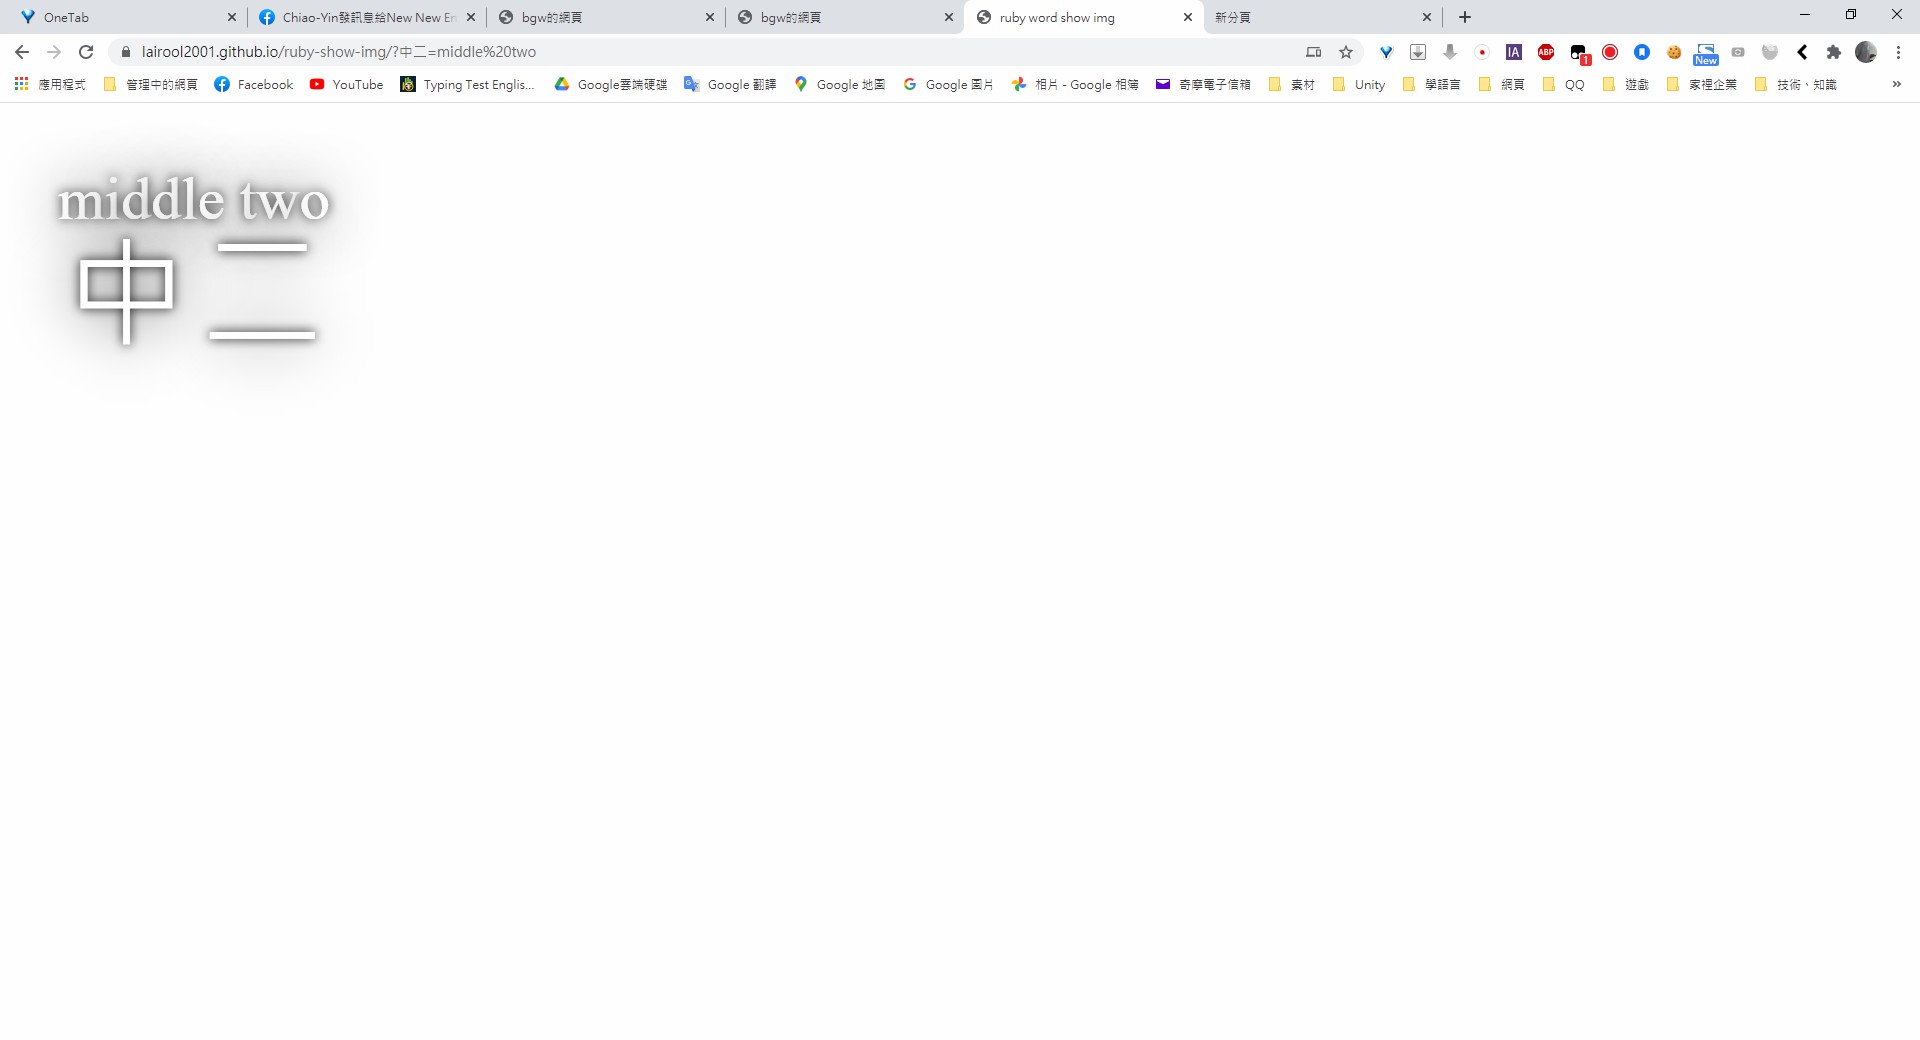 OneTab
Chiao-Yin發訊息給New New En
bgw的網頁
bgw的網頁
ruby word show img
新分頁
lairool2001.github.io/ruby-show-img/?中二=middle%20two
IA
ABP
1
New
應用程式
管理中的網頁
Facebook
YouTube
Typing Test Englis...
Google雲端硬碟
Google 翻譯
Google 地圖
Google 圖片
相片 - Google 相簿
奇摩電子信箱
素材
Unity
學語言
網頁
QQ
遊戲
家裡企業
技術、知識
middle two
中二